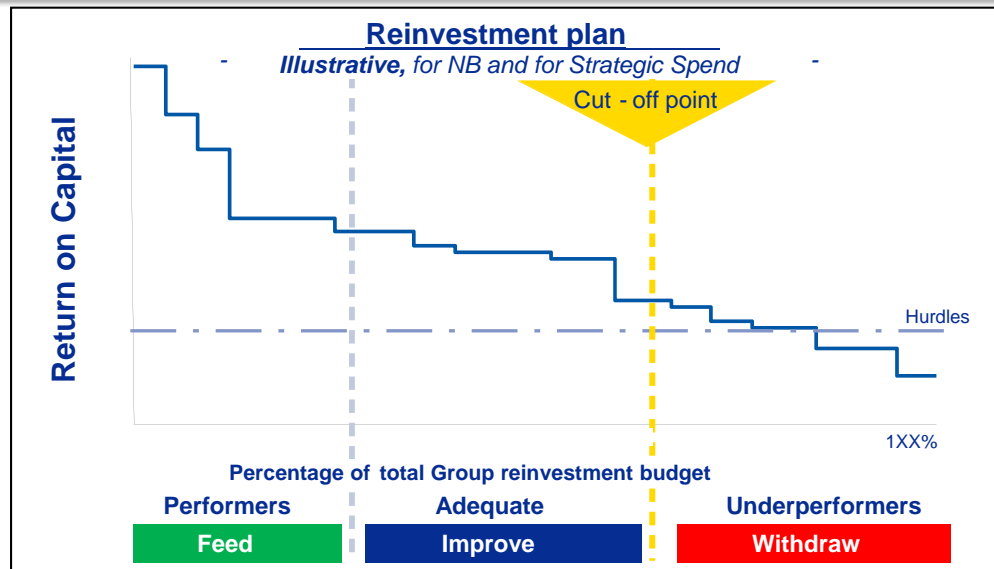 Reinvestment plan
- Illustrative, for NB and for Strategic Spend -
Cut - off point
Return on Capital
Hurdles
1XX%
Percentage of total Group reinvestment budget
Performers Adequate Underperformers
Feed Improve Withdraw